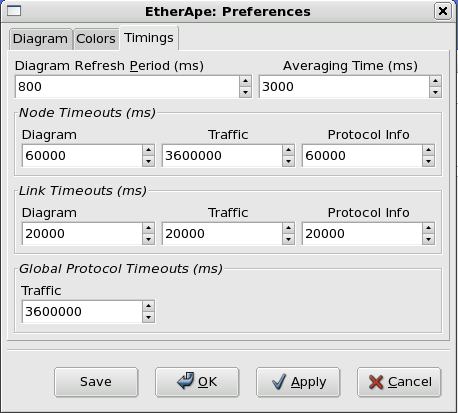 EtherApe: Preferences
Diagram Colors Timings
Diagram Refresh Period (ms) Averaging Time (ms)
800 3000
Node Timeouts (ms)
Diagram Traffic Protocol Info
60000 3600000 60000
Link Timeouts (ms)
Diagram Traffic Protocol Info
20000 20000 20000
Global Protocol Timeouts (ms)
Traffic
3600000
Save OK Apply Cancel